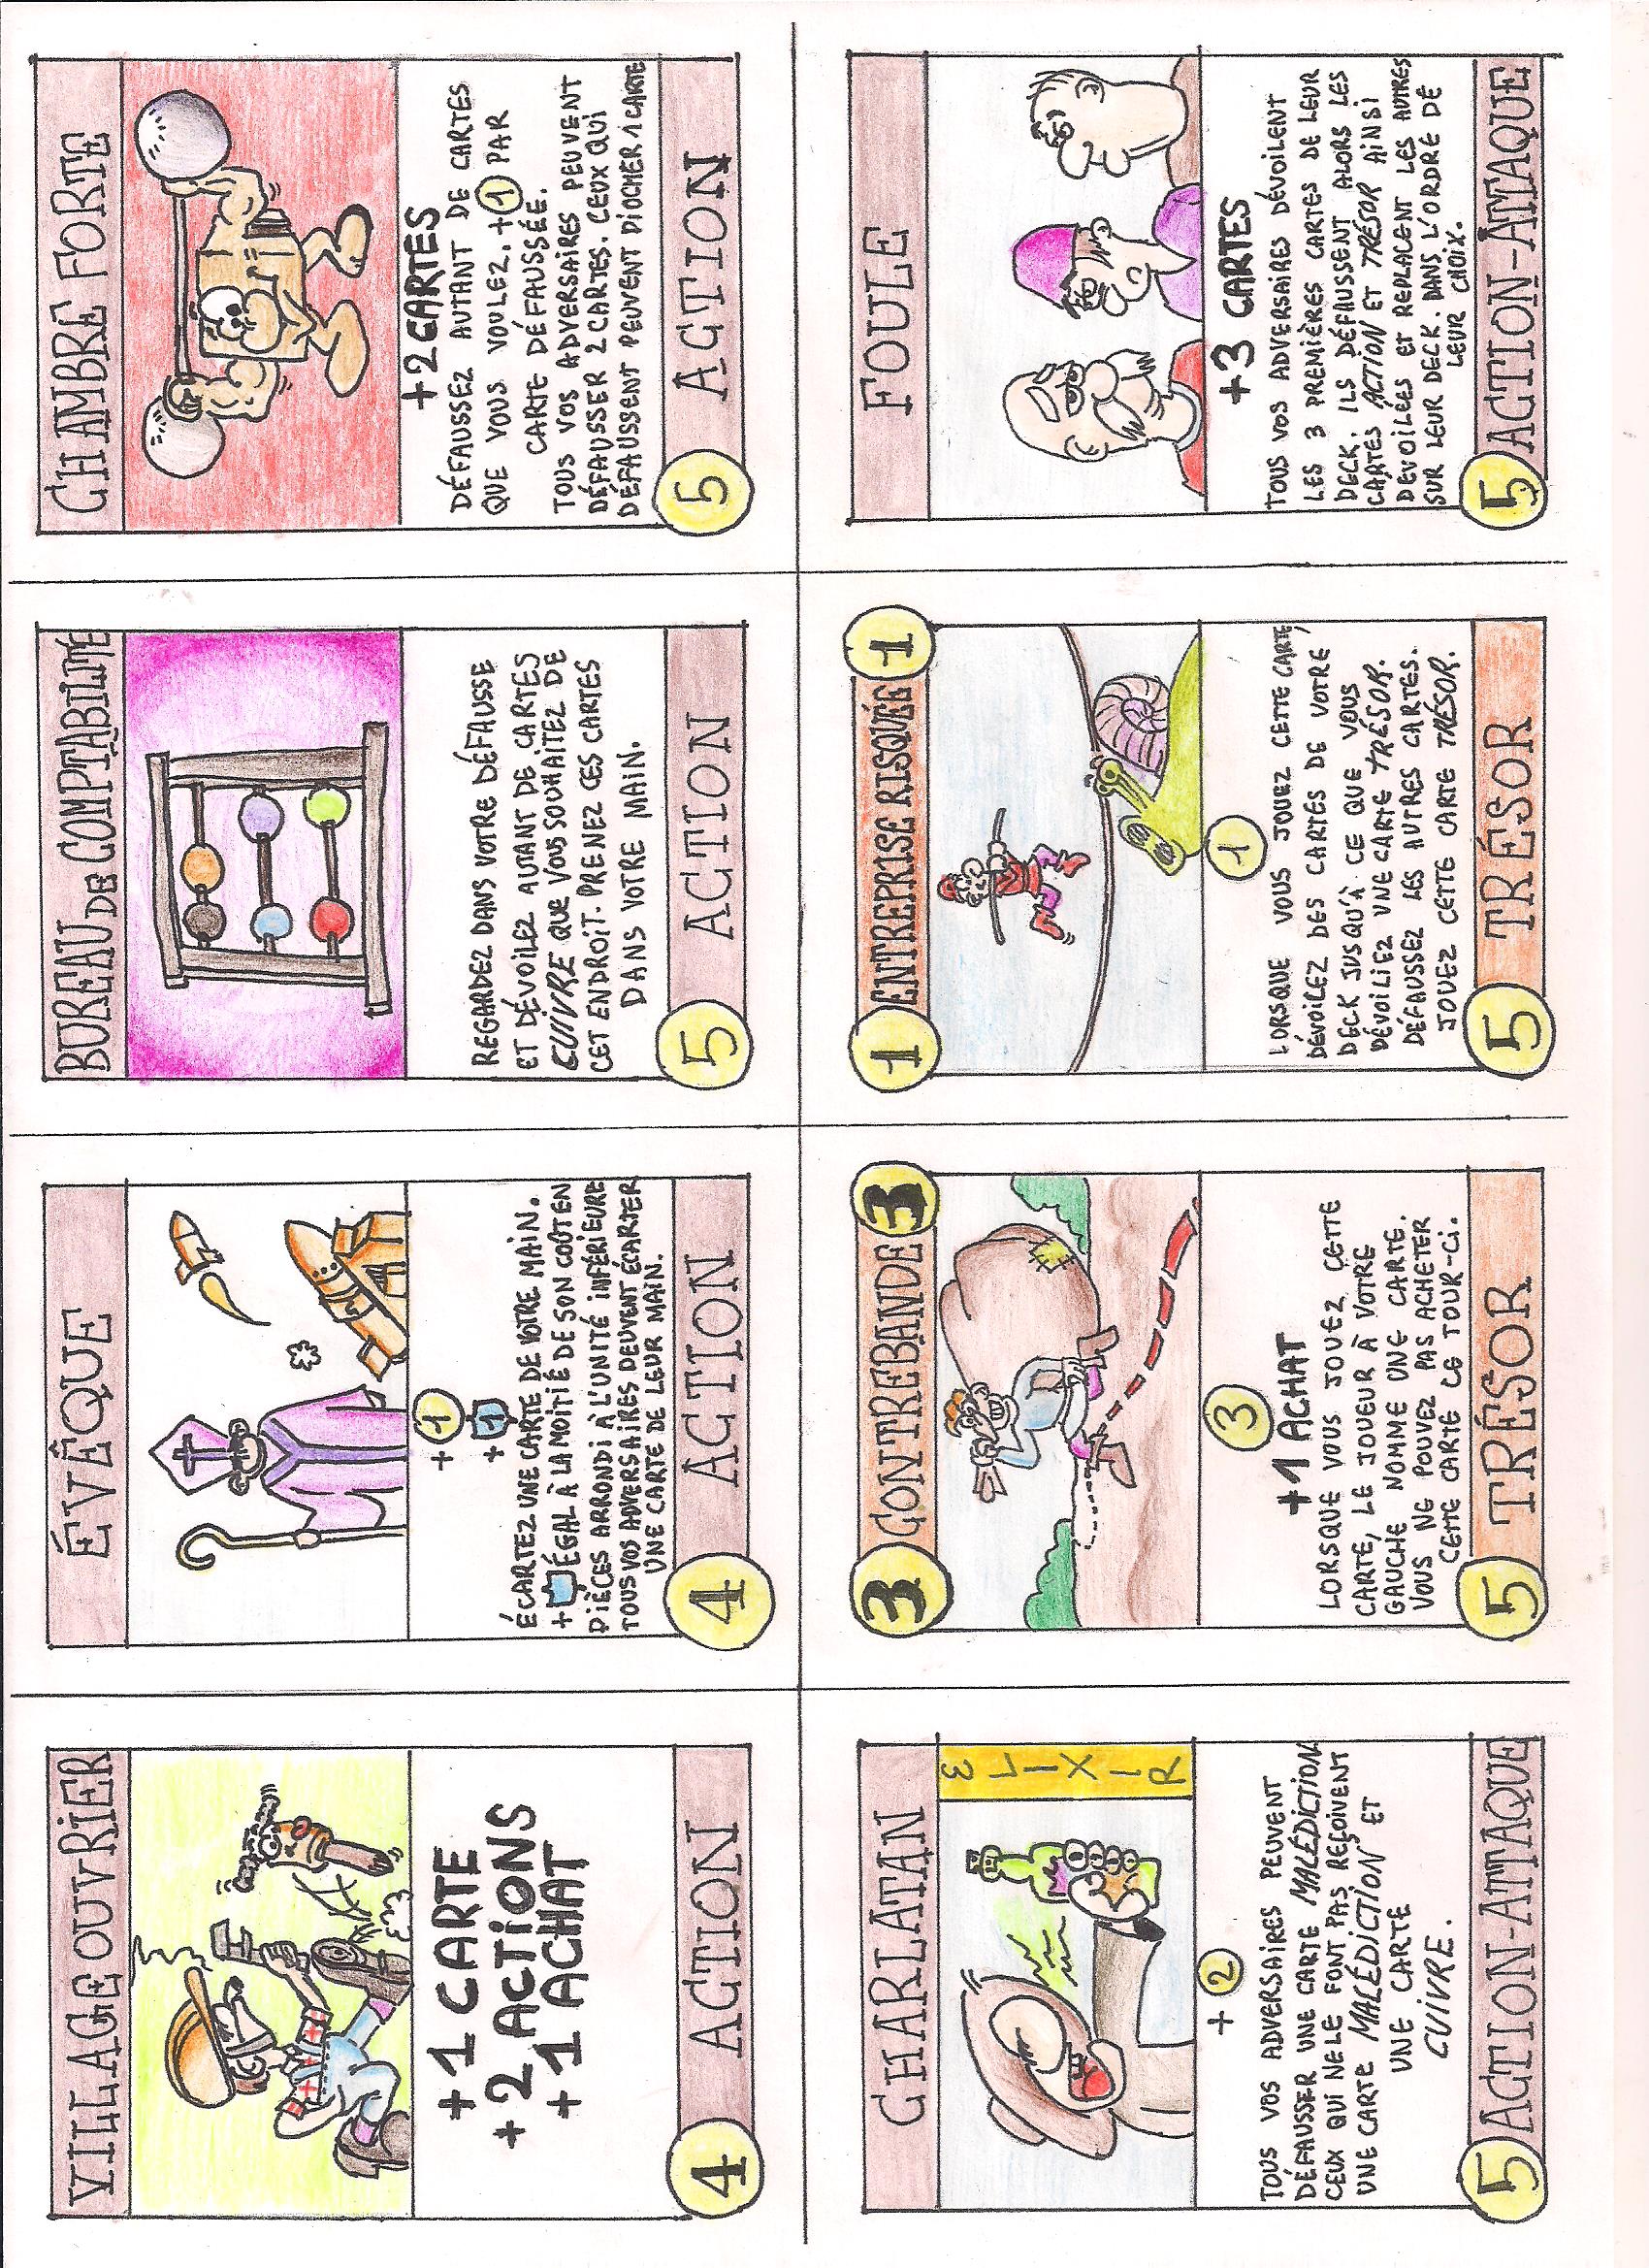 VILLAGE OUVRIER
+1 CARTE
+2 ACTIONS
+1 ACHAT
4 ACTION
ÉVÊQUE
+1
+1
ÉCARTEZ UNE CARTE DE VOTRE MAIN.
+ ÉGAL À LA MOITIÉ DE SON COÛT EN
PIÈCES ARRONDI À L'UNITÉ INFÉRIEURE
TOUS VOS ADVERSAIRES PEUVENT ÉCARTER
UNE CARTE DE LEUR MAIN.
4 ACTION
BUREAU DE COMPTABILITÉ
REGARDEZ DANS VOTRE DÉFAUSSE
ET DÉVOILEZ AUTANT DE CARTES
CUIVRE QUE VOUS SOUHAITEZ DE
CET ENDROIT. PRENEZ CES CARTES
DANS VOTRE MAIN.
5 ACTION
CHAMBRE FORTE
+2 CARTES
DÉFAUSSEZ AUTANT DE CARTES
QUE VOUS VOULEZ. +1 PAR
CARTE DÉFAUSSÉE.
TOUS VOS ADVERSAIRES PEUVENT
DÉFAUSSER 2 CARTES. CEUX QUI
DÉFAUSSENT PEUVENT PIOCHER 1 CARTE
5 ACTION
CHARLATAN
ELIXIR
+2
TOUS VOS ADVERSAIRES PEUVENT
DÉFAUSSER UNE CARTE MALÉDICTION
CEUX QUI NE LE FONT PAS REÇOIVENT
UNE CARTE MALÉDICTION ET
UNE CARTE
CUIVRE.
5 ACTION-ATTAQUE
3 CONTREBANDE 3
3
+1 ACHAT
LORSQUE VOUS JOUEZ CETTE
CARTE, LE JOUEUR À VOTRE
GAUCHE NOMME UNE CARTE.
VOUS NE POUVEZ PAS ACHETER
CETTE CARTE CE TOUR-CI.
5 TRÉSOR
1 ENTREPRISE RISQUÉE 1
1
LORSQUE VOUS JOUEZ CETTE CARTE,
DÉVOILEZ DES CARTES DE VOTRE
DECK JUSQU'À CE QUE VOUS
DÉVOILIEZ UNE CARTE TRÉSOR.
DÉFAUSSEZ LES AUTRES CARTES.
JOUEZ CETTE CARTE TRÉSOR.
5 TRÉSOR
FOULE
+3 CARTES
TOUS VOS ADVERSAIRES DÉVOILENT
LES 3 PREMIÈRES CARTES DE LEUR
DECK. ILS DÉFAUSSENT ALORS LES
CARTES ACTION ET TRÉSOR AINSI
DEVOILÉES ET REPLACENT LES AUTRES
SUR LEUR DECK. DANS L'ORDRE DE
LEUR CHOIX.
5 ACTION-ATTAQUE